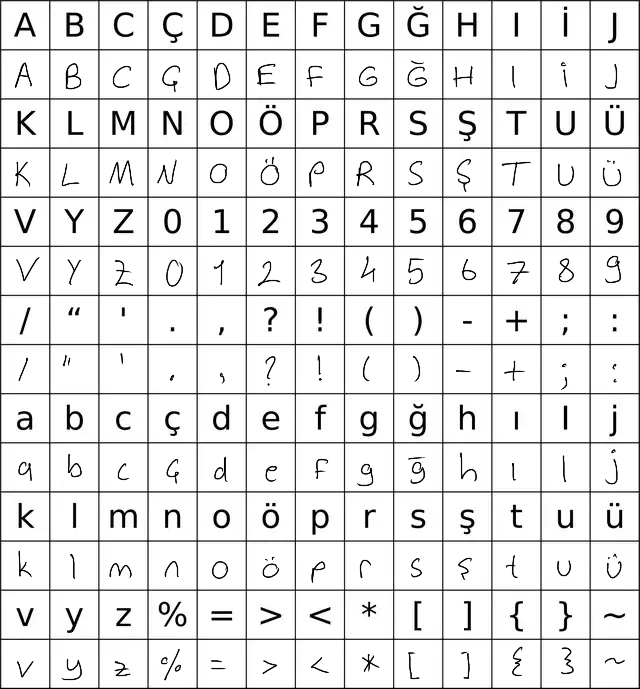 A B C Ç D E F G Ğ H I İ J
A B C Ç D E F G Ğ H I i J
K L M N O Ö P R S Ş T U Ü
K L M N O Ö P R S Ş T U Ü
V Y Z 0 1 2 3 4 5 6 7 8 9
V Y Z 0 1 2 3 4 5 6 7 8 9
/ “ ' . , ? ! ( ) - + ; :
/ " ' . , ? ! ( ) - + ; :
a b c ç d e f g ğ h ı l j
a b c ç d e f g ğ h ı l j
k l m n o ö p r s ş t u ü
k l m n o ö p r s ş t u ü
v y z % = > < * [ ] { } ~
v y z % = > < * [ ] { } ~